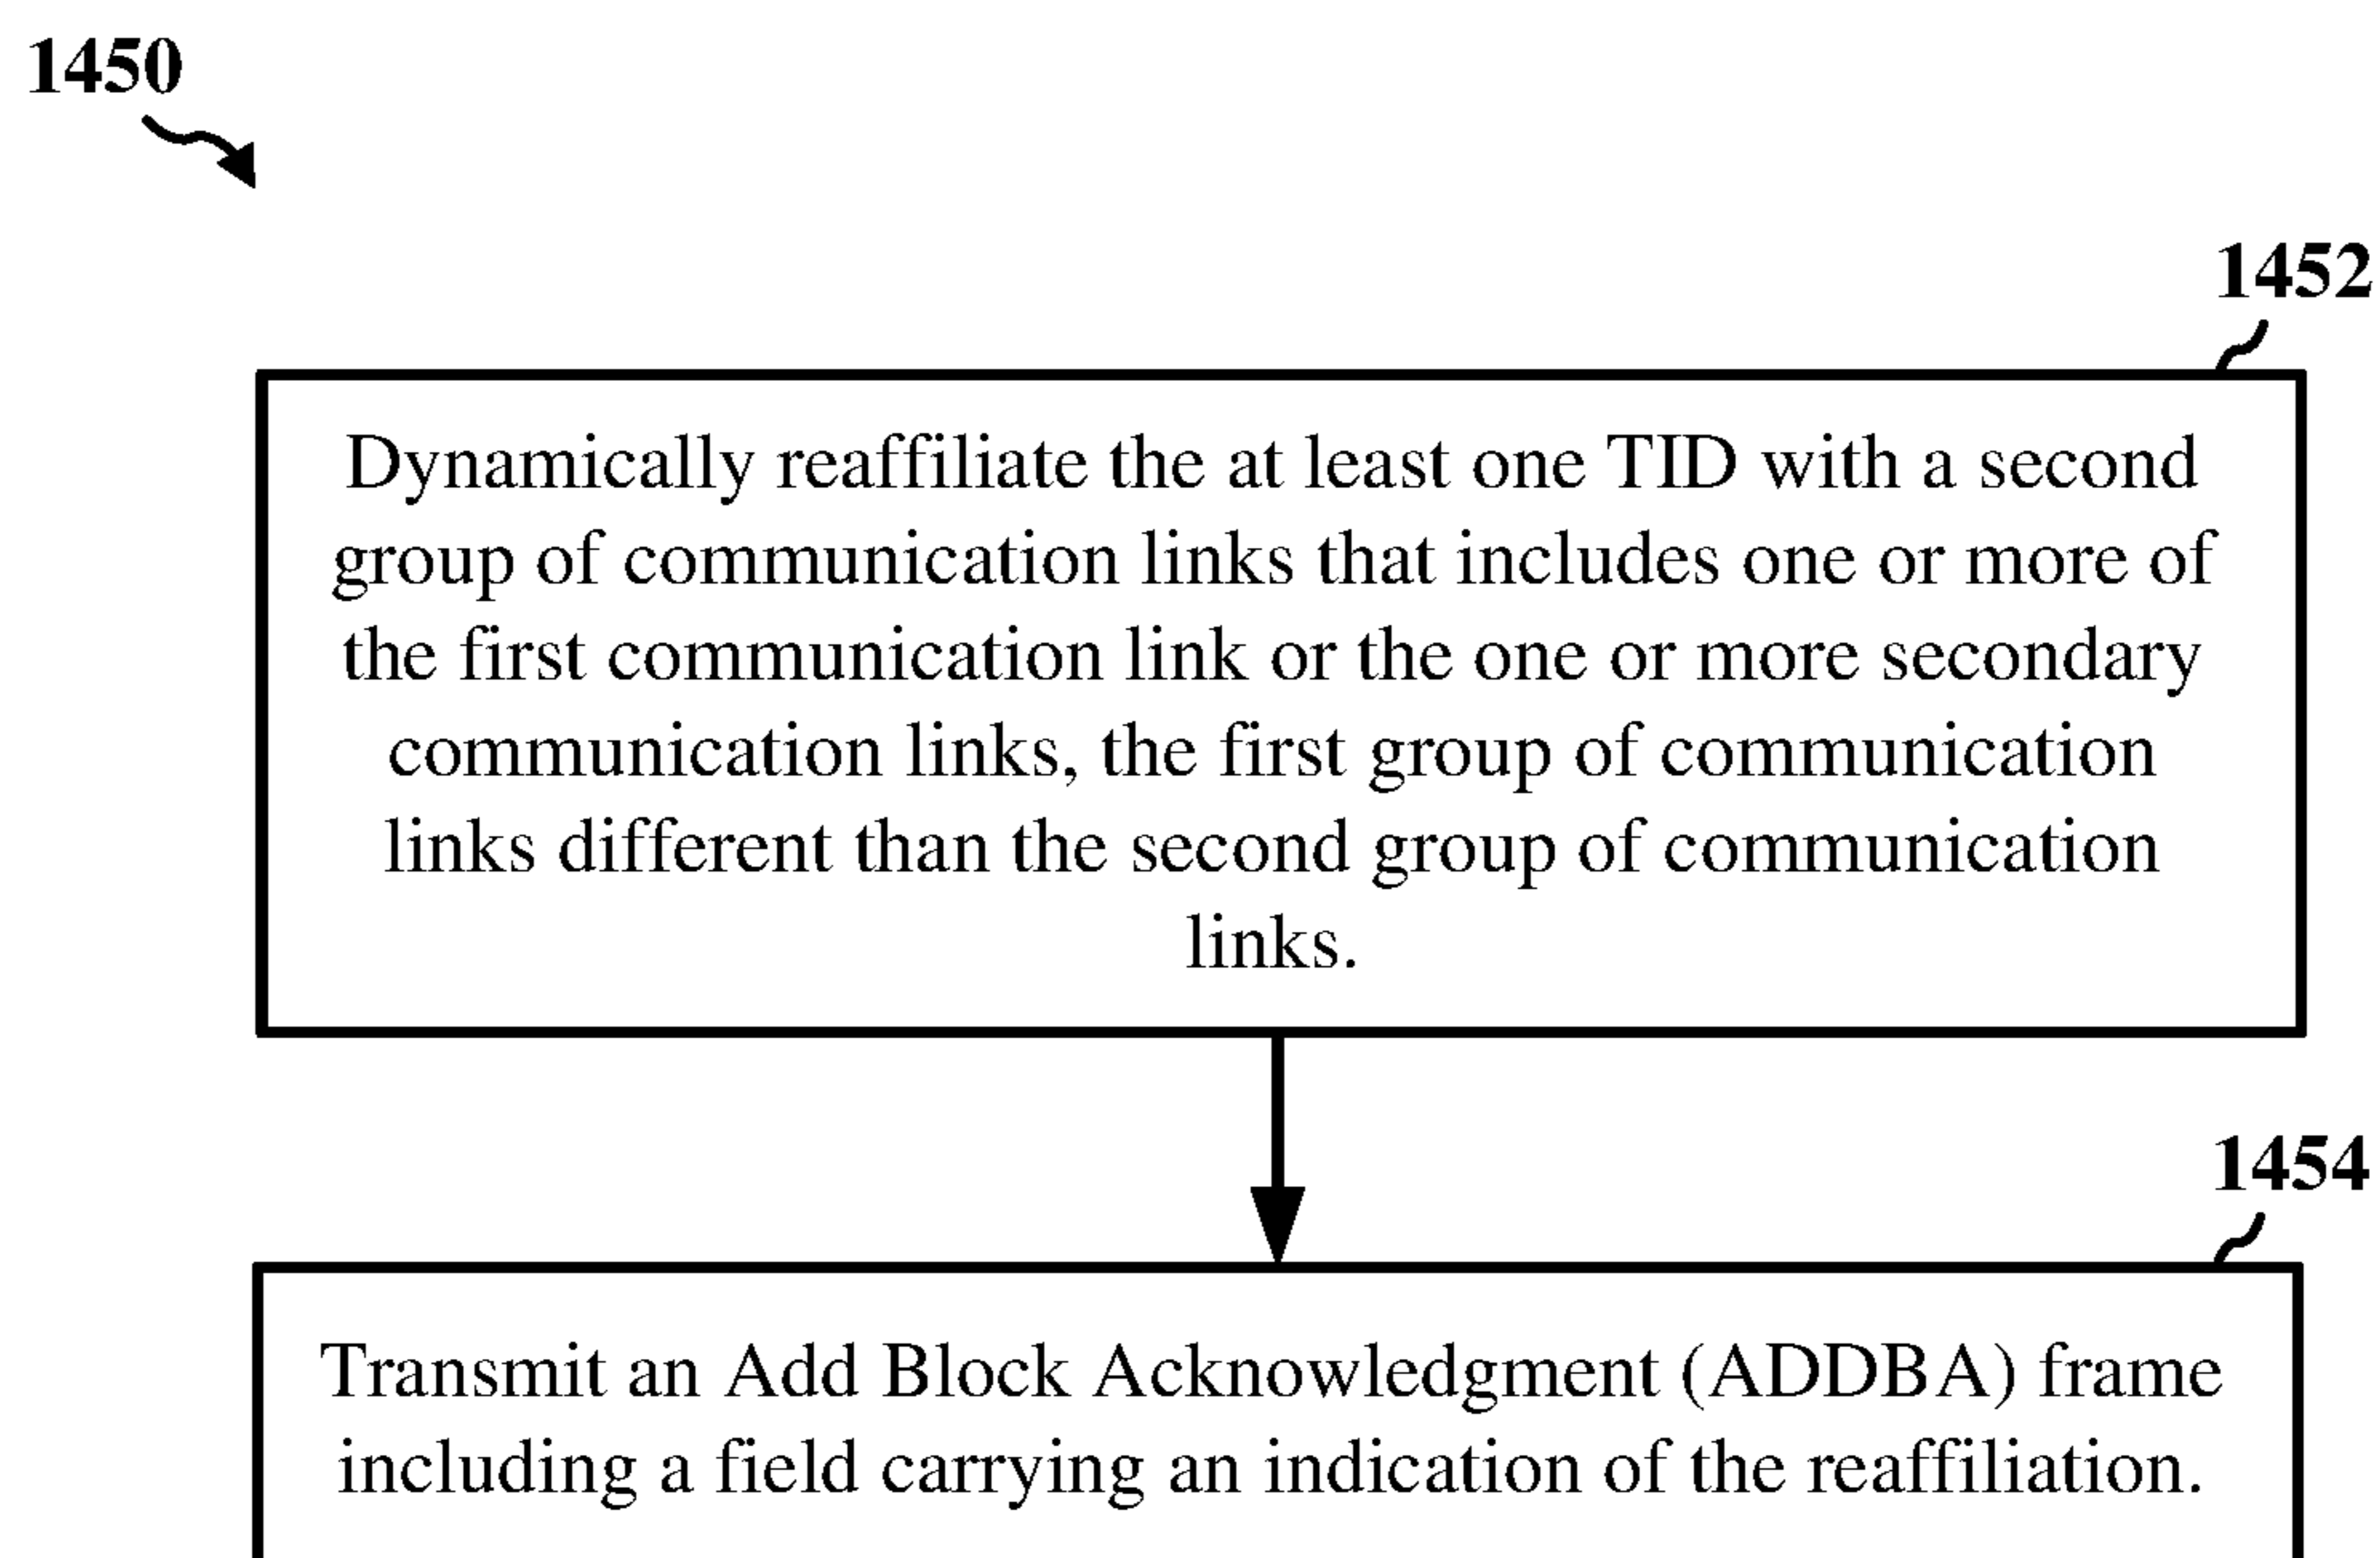 1450
1452
Dynamically reaffiliate the at least one TID with a second
group of communication links that includes one or more of
the first communication link or the one or more secondary
communication links, the first group of communication
links different than the second group of communication
links.
1454
Transmit an Add Block Acknowledgment (ADDBA) frame
including a field carrying an indication of the reaffiliation.